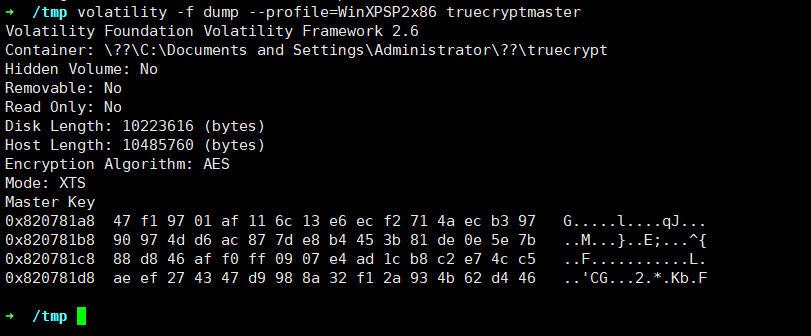 ➜  /tmp volatility -f dump --profile=WinXPSP2x86 truecryptmaster
Volatility Foundation Volatility Framework 2.6
Container: \??\C:\Documents and Settings\Administrator\??\truecrypt
Hidden Volume: No
Removable: No
Read Only: No
Disk Length: 10223616 (bytes)
Host Length: 10485760 (bytes)
Encryption Algorithm: AES
Mode: XTS
Master Key
0x820781a8  47 f1 97 01 af 11 6c 13 e6 ec f2 71 4a ec b3 97   G.....l....qJ...
0x820781b8  90 97 4d d6 ac 87 7d e8 b4 45 3b 81 de 0e 5e 7b   ..M...}..E;...^{
0x820781c8  88 d8 46 af f0 ff 09 07 e4 ad 1c b8 c2 e7 4c c5   ..F...........L.
0x820781d8  ae ef 27 43 47 d9 98 8a 32 f1 2a 93 4b 62 d4 46   ..'CG...2.*.Kb.F
➜  /tmp